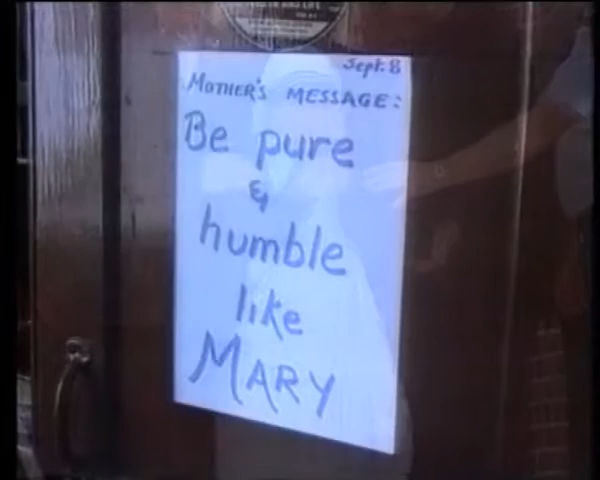 Sept. 8
MOTHER'S MESSAGE:
Be pure
&
humble
like
MARY